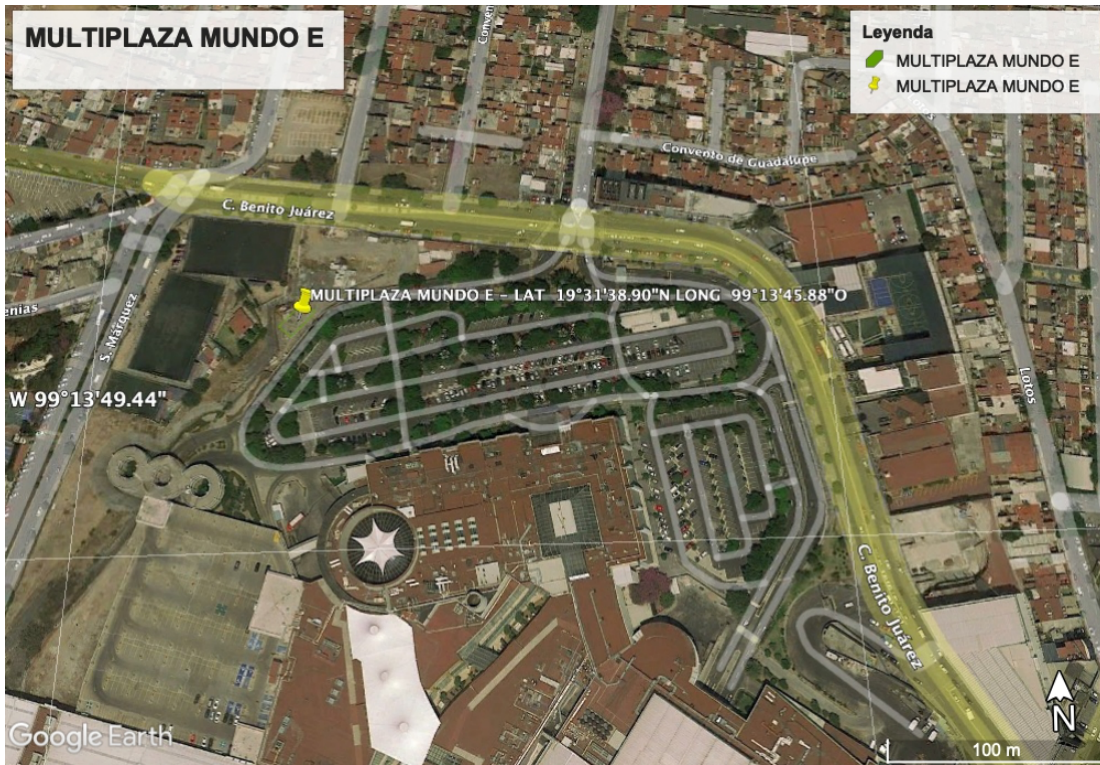 MULTIPLAZA MUNDO E
Leyenda
MULTIPLAZA MUNDO E
MULTIPLAZA MUNDO E
Conven
Convento de Guadalupe
C. Benito Juárez
MULTIPLAZA MUNDO E - LAT 19°31'38.90"N LONG 99°13'45.88"O
enias
S. Márquez
W 99°13'49.44"
Lotos
C. Benito Juárez
Google Earth
N
100 m